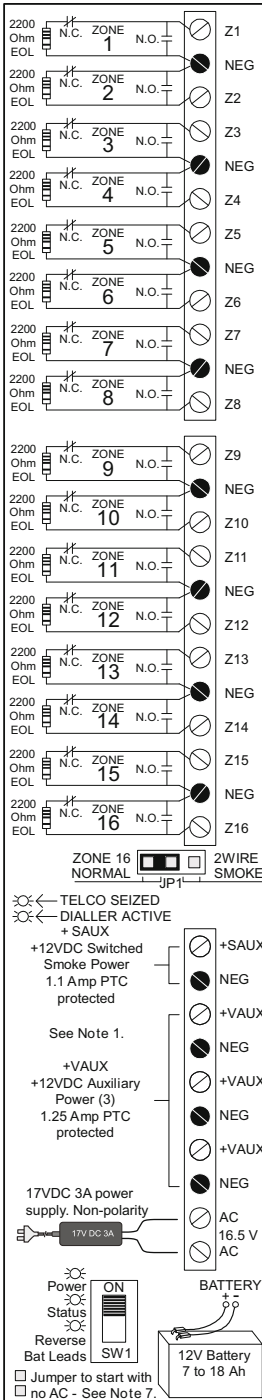 2200 Ohm EOL N.C. ZONE 1 N.O. Z1
NEG
2200 Ohm EOL N.C. ZONE 2 N.O. Z2
2200 Ohm EOL N.C. ZONE 3 N.O. Z3
NEG
2200 Ohm EOL N.C. ZONE 4 N.O. Z4
2200 Ohm EOL N.C. ZONE 5 N.O. Z5
NEG
2200 Ohm EOL N.C. ZONE 6 N.O. Z6
2200 Ohm EOL N.C. ZONE 7 N.O. Z7
NEG
2200 Ohm EOL N.C. ZONE 8 N.O. Z8
2200 Ohm EOL N.C. ZONE 9 N.O. Z9
NEG
2200 Ohm EOL N.C. ZONE 10 N.O. Z10
2200 Ohm EOL N.C. ZONE 11 N.O. Z11
NEG
2200 Ohm EOL N.C. ZONE 12 N.O. Z12
2200 Ohm EOL N.C. ZONE 13 N.O. Z13
NEG
2200 Ohm EOL N.C. ZONE 14 N.O. Z14
2200 Ohm EOL N.C. ZONE 15 N.O. Z15
NEG
2200 Ohm EOL N.C. ZONE 16 N.O. Z16
ZONE 16 2WIRE
NORMAL JP1 SMOKE
TELCO SEIZED
DIALLER ACTIVE
+ SAUX
+12VDC Switched
Smoke Power
1.1 Amp PTC
protected
+SAUX
NEG
See Note 1.
+VAUX
+12VDC Auxiliary
Power (3)
1.25 Amp PTC
protected
+VAUX
NEG
+VAUX
NEG
+VAUX
NEG
17VDC 3A power
supply. Non-polarity
17V DC 3A
AC
16.5 V
AC
Power
Status
Reverse
Bat Leads
ON
SW1
BATTERY
+ -
12V Battery
7 to 18 Ah
Jumper to start with
no AC - See Note 7.